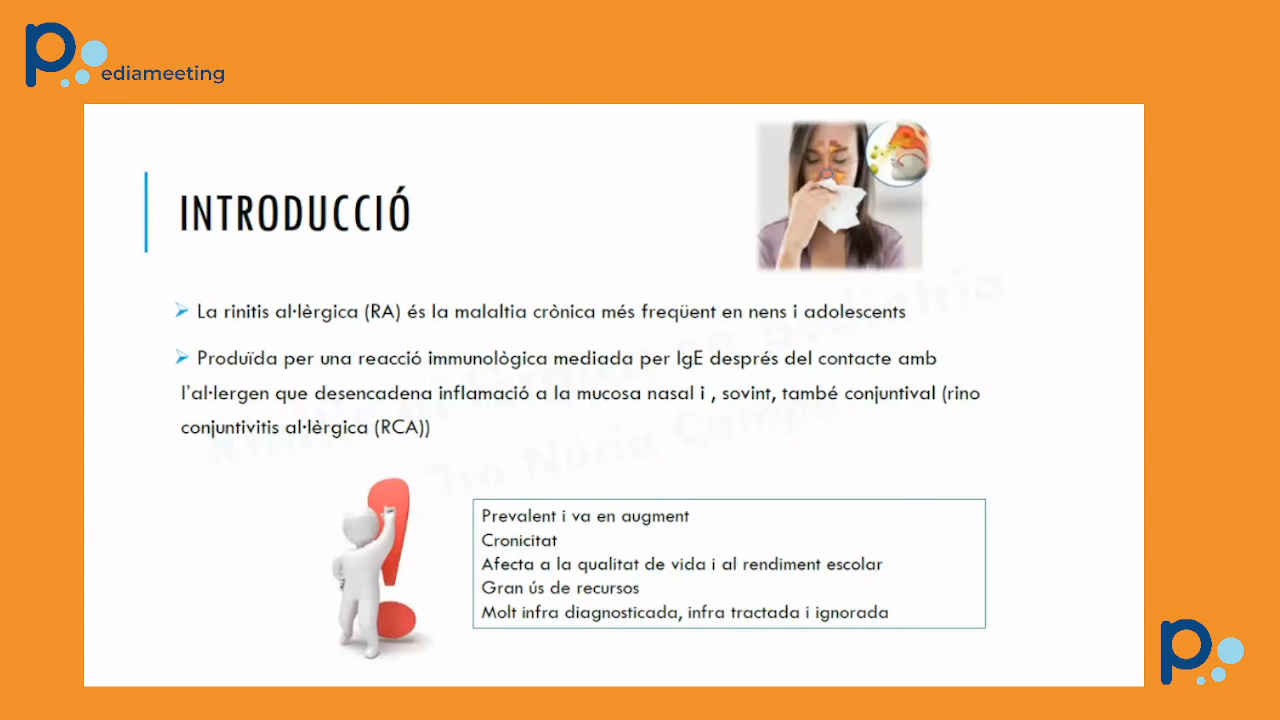 pediameeting
INTRODUCCIÓ
La rinitis al·lèrgica (RA) és la malaltia crònica més freqüent en nens i adolescents
Produïda per una reacció immunològica mediada per IgE després del contacte amb
l'al·lergen que desencadena inflamació a la mucosa nasal i , sovint, també conjuntival (rino
conjuntivitis al·lèrgica (RCA))
Prevalent i va en augment
Cronicitat
Afecta a la qualitat de vida i al rendiment escolar
Gran ús de recursos
Molt infra diagnosticada, infra tractada i ignorada
p